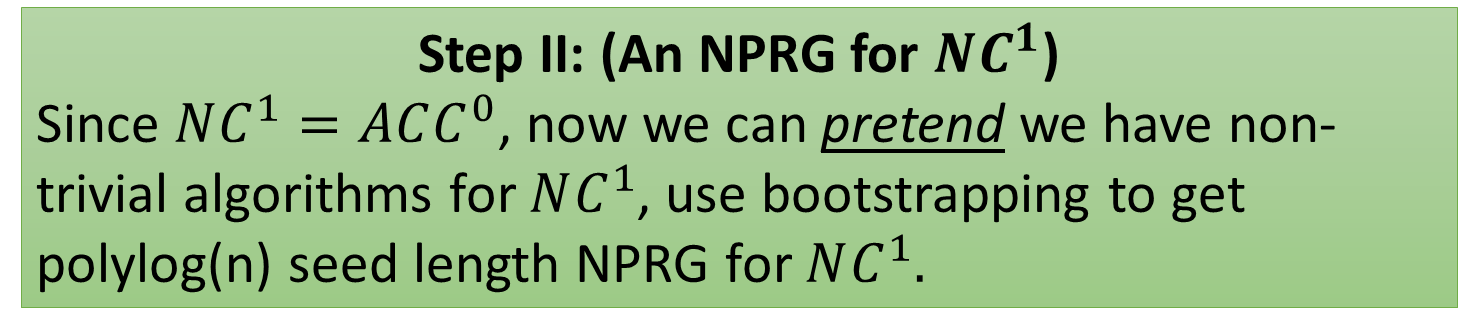 Step II: (An NPRG for 𝑵𝑪¹)
Since 𝑁𝐶¹ = 𝐴𝐶𝐶⁰, now we can pretend we have non-
trivial algorithms for 𝑁𝐶¹, use bootstrapping to get
polylog(n) seed length NPRG for 𝑁𝐶¹.